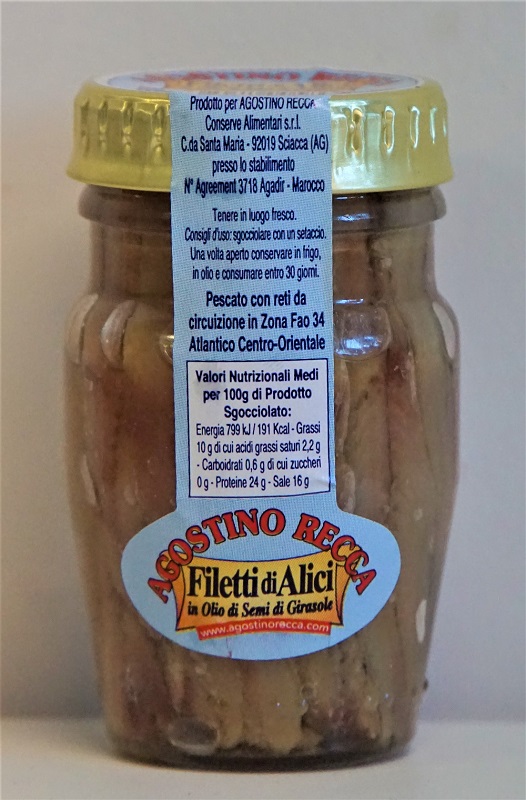 AGOSTINO RECCA
Prodotto per AGOSTINO RECCA
Conserve Alimentari s.r.l.
C.da Santa Maria - 92019 Sciacca (AG)
presso lo stabilimento
N° Agreement 3718 Agadir - Marocco
Tenere in luogo fresco.
Consigli d'uso: sgocciolare con un setaccio.
Una volta aperto conservare in frigo,
in olio e consumare entro 30 giorni.
Pescato con reti da
circuizione in Zona Fao 34
Atlantico Centro-Orientale
Valori Nutrizionali Medi
per 100g di Prodotto
Sgocciolato:
Energia 799 kJ / 191 Kcal - Grassi
10 g di cui acidi grassi saturi 2,2 g
- Carboidrati 0,6 g di cui zuccheri
0 g - Proteine 24 g - Sale 16 g
AGOSTINO RECCA
Filetti di Alici
in Olio di Semi di Girasole
www.agostinorecca.com